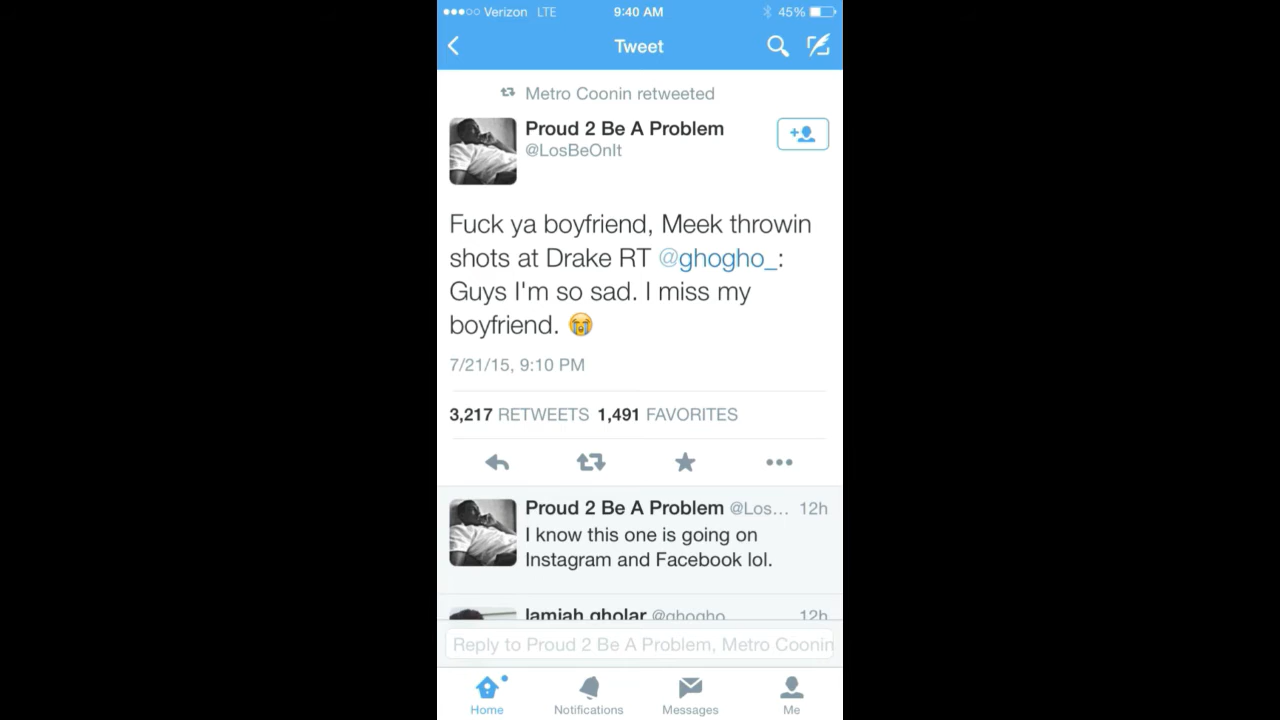 Verizon LTE 9:40 AM 45%
Tweet
Metro Coonin retweeted
Proud 2 Be A Problem
@LosBeOnIt
Fuck ya boyfriend, Meek throwin
shots at Drake RT @ghogho_:
Guys I'm so sad. I miss my
boyfriend. 😭
7/21/15, 9:10 PM
3,217 RETWEETS 1,491 FAVORITES
Proud 2 Be A Problem @Los... 12h
I know this one is going on
Instagram and Facebook lol.
lamiah gholar @ghogho_ 12h
Reply to Proud 2 Be A Problem, Metro Coonin
Home Notifications Messages Me